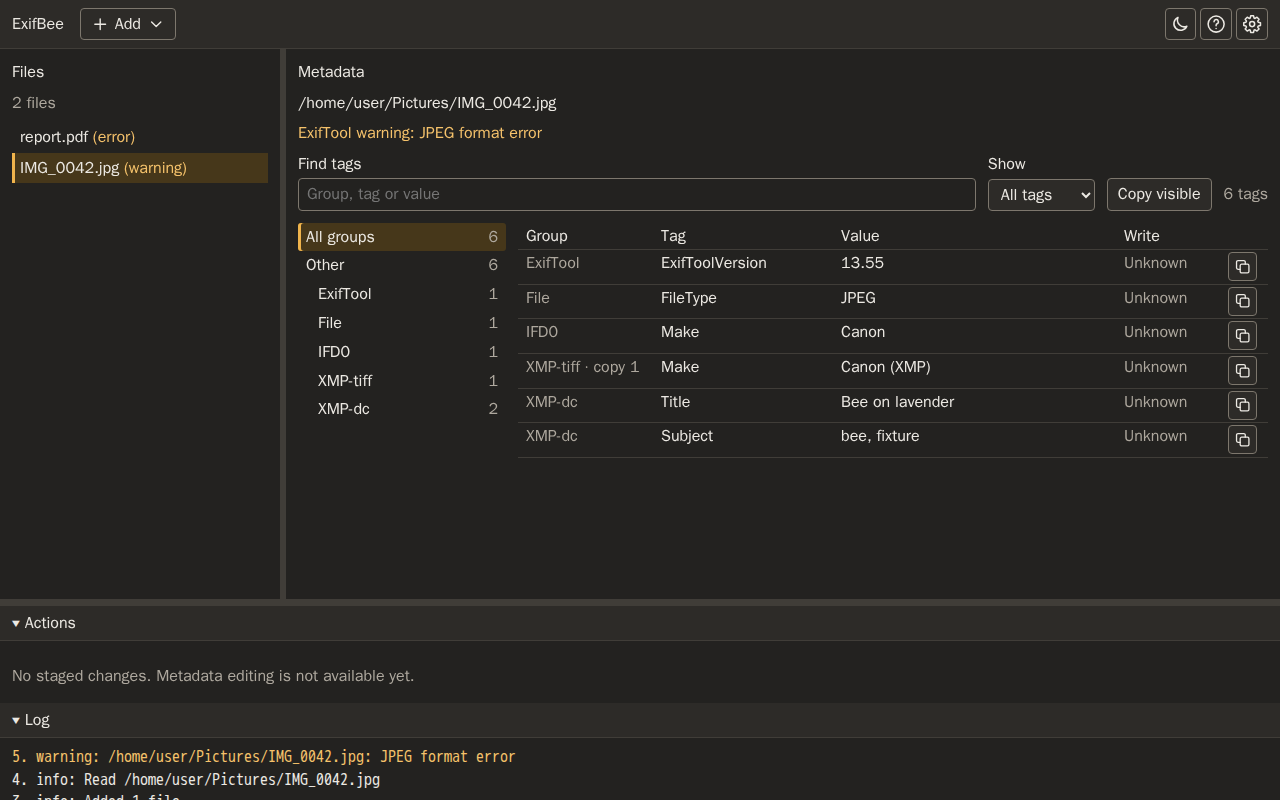 ExifBee
Add
Files
2 files
report.pdf (error)
IMG_0042.jpg (warning)
Metadata
/home/user/Pictures/IMG_0042.jpg
ExifTool warning: JPEG format error
Find tags
Show
Group, tag or value
All tags
Copy visible
6 tags
All groups 6
Other 6
ExifTool 1
File 1
IFD0 1
XMP-tiff 1
XMP-dc 2
Group Tag Value Write
ExifTool ExifToolVersion 13.55 Unknown
File FileType JPEG Unknown
IFD0 Make Canon Unknown
XMP-tiff · copy 1 Make Canon (XMP) Unknown
XMP-dc Title Bee on lavender Unknown
XMP-dc Subject bee, fixture Unknown
Actions
No staged changes. Metadata editing is not available yet.
Log
5. warning: /home/user/Pictures/IMG_0042.jpg: JPEG format error
4. info: Read /home/user/Pictures/IMG_0042.jpg
3. info: Added 1 file